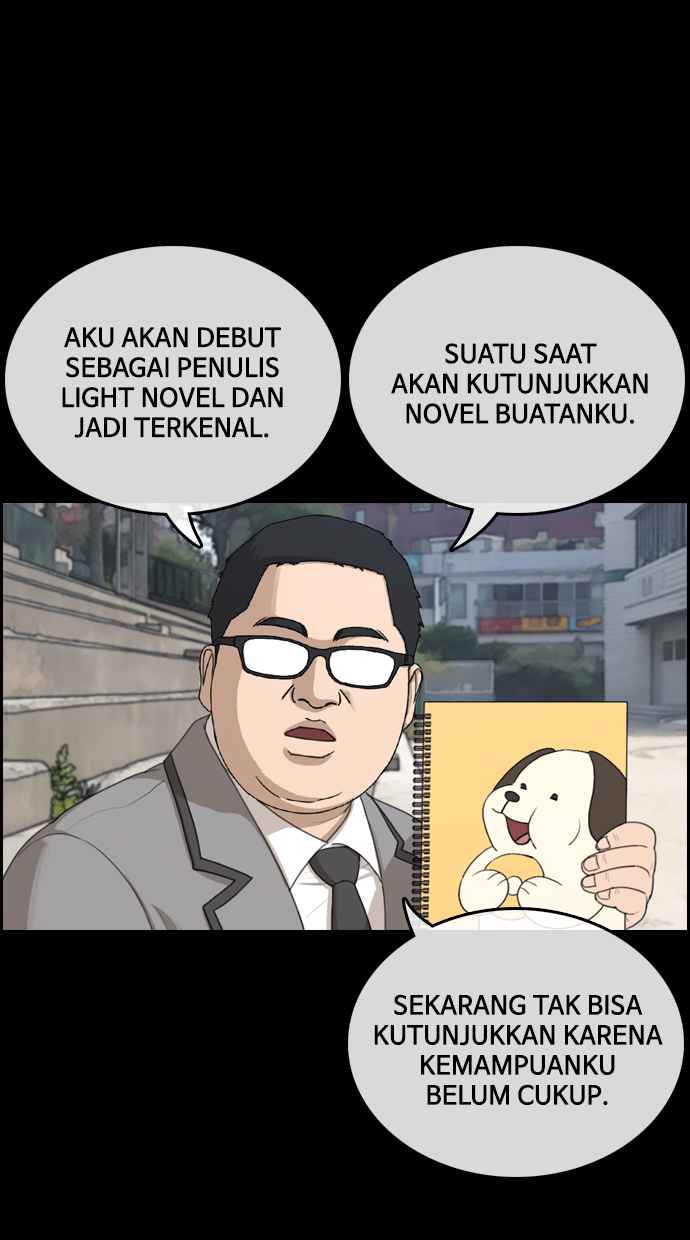 AKU AKAN DEBUT
SEBAGAI PENULIS
LIGHT NOVEL DAN
JADI TERKENAL.
SUATU SAAT
AKAN KUTUNJUKKAN
NOVEL BUATANKU.
SEKARANG TAK BISA
KUTUNJUKKAN KARENA
KEMAMPUANKU
BELUM CUKUP.